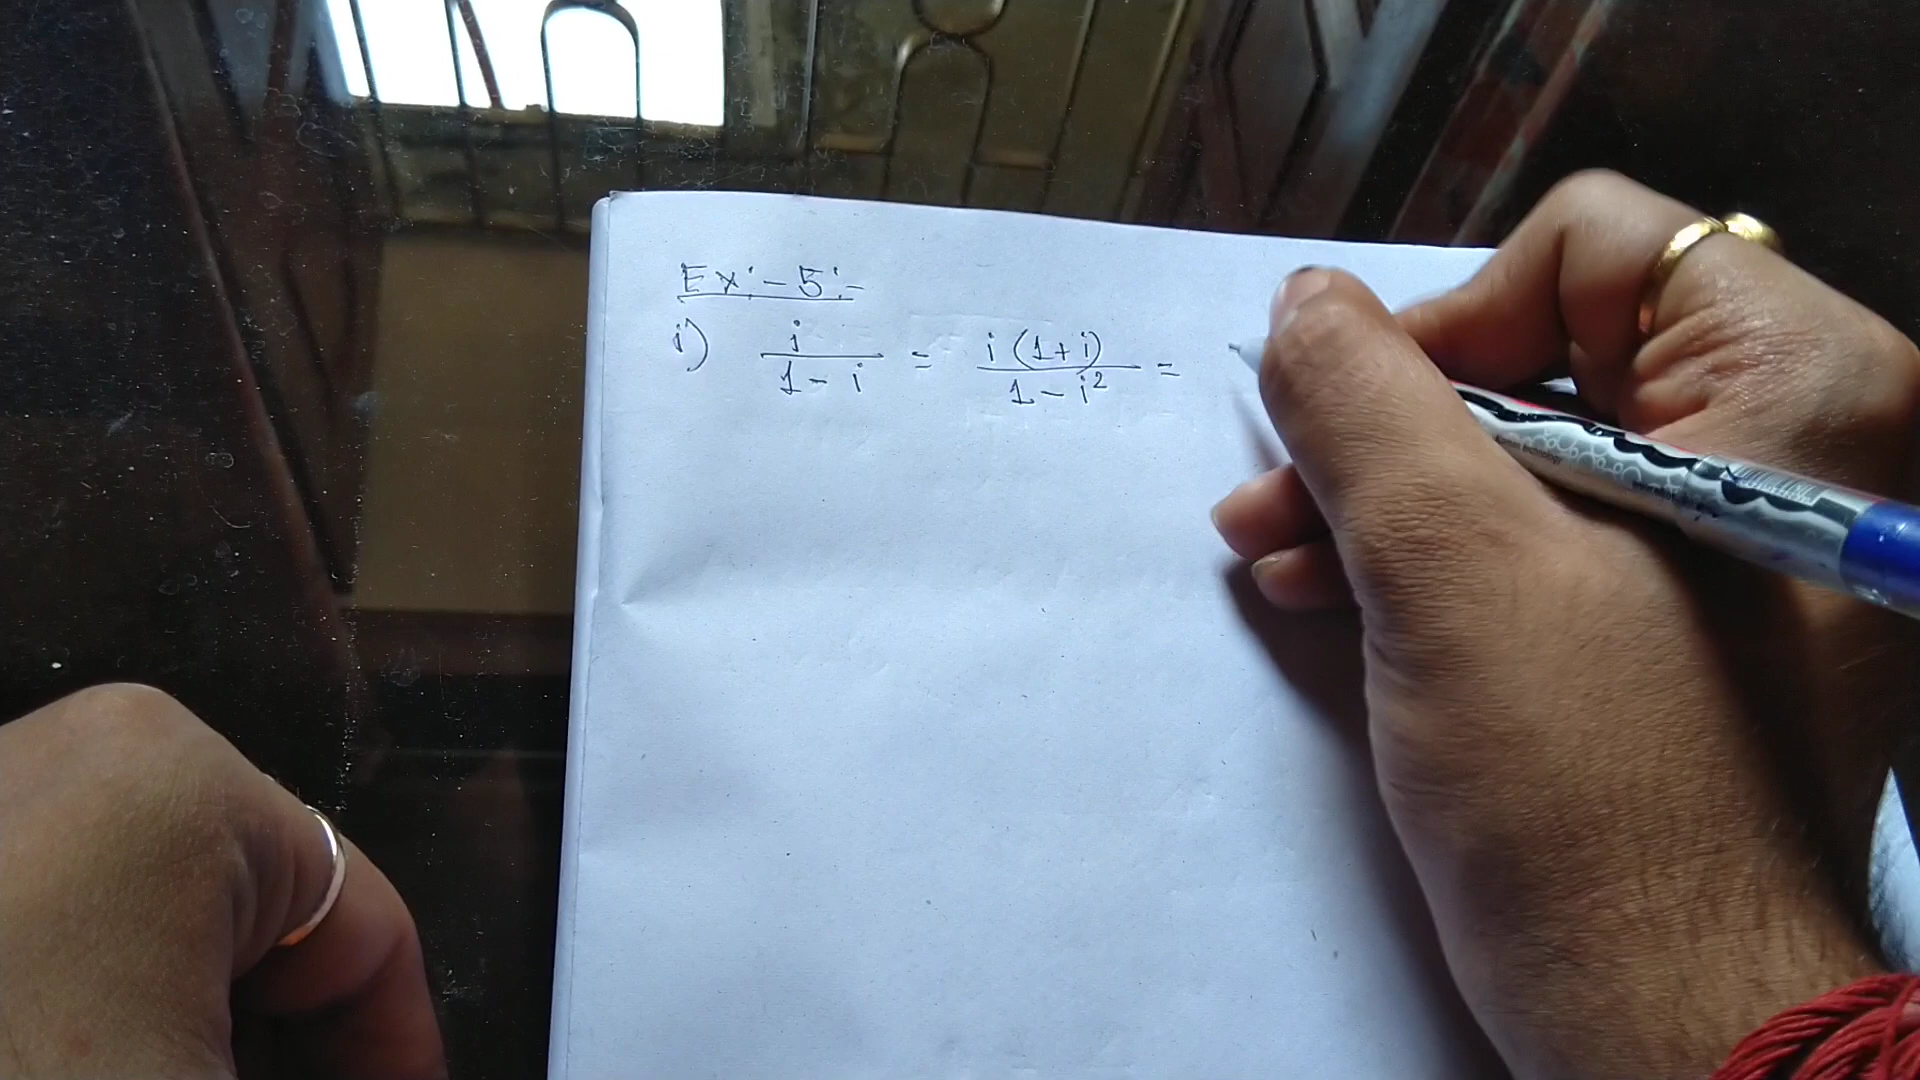 Ex:-5:-
i) i/(1-i) = i(1+i)/(1-i²) =